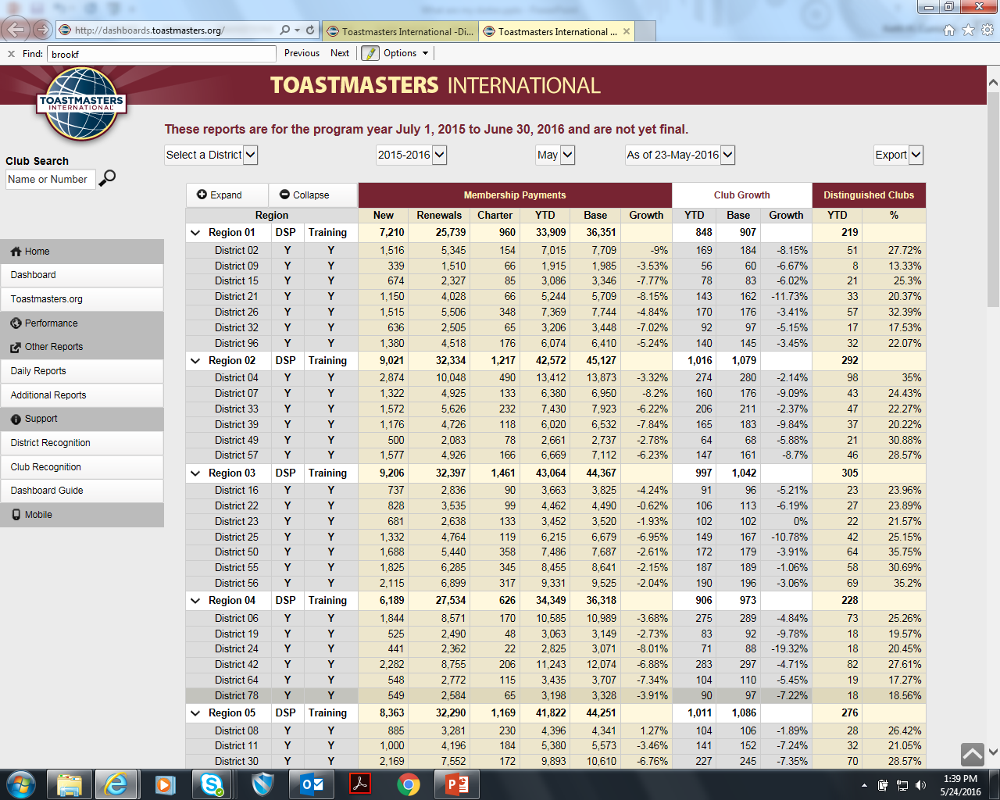 http://dashboards.toastmasters.org/
Toastmasters International -Di...
Toastmasters International ...
x Find: brookf Previous Next Options
TOASTMASTERS INTERNATIONAL
TOASTMASTERS
INTERNATIONAL
These reports are for the program year July 1, 2015 to June 30, 2016 and are not yet final.
Select a District 2015-2016 May As of 23-May-2016 Export
Club Search
Name or Number
Home
Dashboard
Toastmasters.org
Performance
Other Reports
Daily Reports
Additional Reports
Support
District Recognition
Club Recognition
Dashboard Guide
Mobile
Expand Collapse Membership Payments Club Growth Distinguished Clubs
Region New Renewals Charter YTD Base Growth YTD Base Growth YTD %
Region 01 DSP Training 7,210 25,739 960 33,909 36,351 848 907 219
District 02 Y Y 1,516 5,345 154 7,015 7,709 -9% 169 184 -8.15% 51 27.72%
District 09 Y Y 339 1,510 66 1,915 1,985 -3.53% 56 60 -6.67% 8 13.33%
District 15 Y Y 674 2,327 85 3,086 3,346 -7.77% 78 83 -6.02% 21 25.3%
District 21 Y Y 1,150 4,028 66 5,244 5,709 -8.15% 143 162 -11.73% 33 20.37%
District 26 Y Y 1,515 5,506 348 7,369 7,744 -4.84% 170 176 -3.41% 57 32.39%
District 32 Y Y 636 2,505 65 3,206 3,448 -7.02% 92 97 -5.15% 17 17.53%
District 96 Y Y 1,380 4,518 176 6,074 6,410 -5.24% 140 145 -3.45% 32 22.07%
Region 02 DSP Training 9,021 32,334 1,217 42,572 45,127 1,016 1,079 292
District 04 Y Y 2,874 10,048 490 13,412 13,873 -3.32% 274 280 -2.14% 98 35%
District 07 Y Y 1,322 4,925 133 6,380 6,950 -8.2% 160 176 -9.09% 43 24.43%
District 33 Y Y 1,572 5,626 232 7,430 7,923 -6.22% 206 211 -2.37% 47 22.27%
District 39 Y Y 1,176 4,726 118 6,020 6,532 -7.84% 165 183 -9.84% 37 20.22%
District 49 Y Y 500 2,083 78 2,661 2,737 -2.78% 64 68 -5.88% 21 30.88%
District 57 Y Y 1,577 4,926 166 6,669 7,112 -6.23% 147 161 -8.7% 46 28.57%
Region 03 DSP Training 9,206 32,397 1,461 43,064 44,367 997 1,042 305
District 16 Y Y 737 2,836 90 3,663 3,825 -4.24% 91 96 -5.21% 23 23.96%
District 22 Y Y 828 3,535 99 4,462 4,490 -0.62% 106 113 -6.19% 27 23.89%
District 23 Y Y 681 2,638 133 3,452 3,520 -1.93% 102 102 0% 22 21.57%
District 25 Y Y 1,332 4,764 119 6,215 6,679 -6.95% 149 167 -10.78% 42 25.15%
District 50 Y Y 1,688 5,440 358 7,486 7,687 -2.61% 172 179 -3.91% 64 35.75%
District 55 Y Y 1,825 6,285 345 8,455 8,641 -2.15% 187 189 -1.06% 58 30.69%
District 56 Y Y 2,115 6,899 317 9,331 9,525 -2.04% 190 196 -3.06% 69 35.2%
Region 04 DSP Training 6,189 27,534 626 34,349 36,318 906 973 228
District 06 Y Y 1,844 8,571 170 10,585 10,989 -3.68% 275 289 -4.84% 73 25.26%
District 19 Y Y 525 2,490 48 3,063 3,149 -2.73% 83 92 -9.78% 18 19.57%
District 24 Y Y 441 2,362 22 2,825 3,071 -8.01% 71 88 -19.32% 18 20.45%
District 42 Y Y 2,282 8,755 206 11,243 12,074 -6.88% 283 297 -4.71% 82 27.61%
District 64 Y Y 548 2,772 115 3,435 3,707 -7.34% 104 110 -5.45% 19 17.27%
District 78 Y Y 549 2,584 65 3,198 3,328 -3.91% 90 97 -7.22% 18 18.56%
Region 05 DSP Training 8,363 32,290 1,169 41,822 44,251 1,011 1,086 276
District 08 Y Y 885 3,281 230 4,396 4,341 1.27% 104 106 -1.89% 28 26.42%
District 11 Y Y 1,000 4,196 184 5,380 5,573 -3.46% 141 152 -7.24% 32 21.05%
District 30 Y Y 2,169 7,552 172 9,893 10,610 -6.76% 227 245 -7.35% 70 28.57%
1:39 PM
5/24/2016